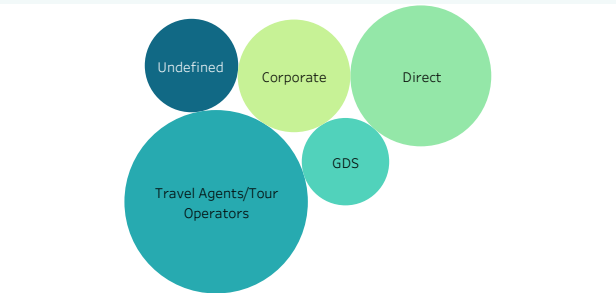 Undefined
Corporate
Direct
GDS
Travel Agents/Tour
Operators